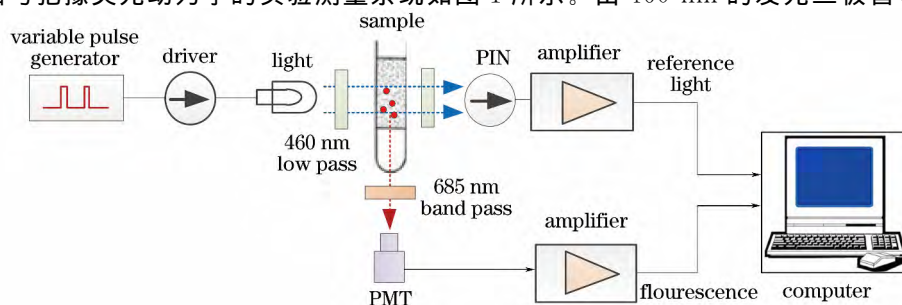 sample
variable pulse
generator
driver
light
PIN
amplifier
reference
light
460 nm
low pass
685 nm
band pass
amplifier
PMT
flourescence
computer